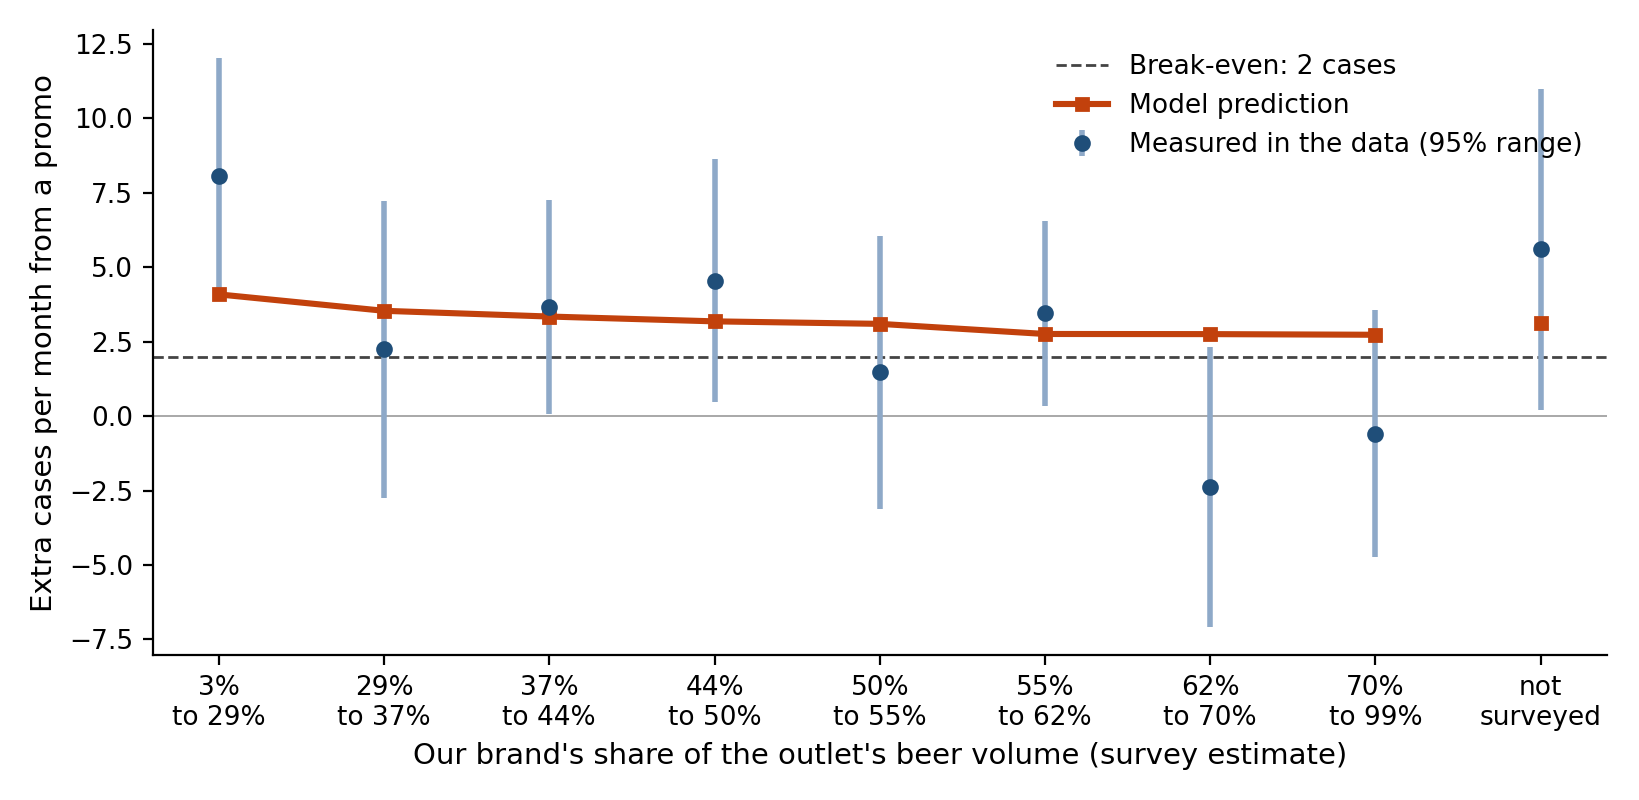 Break-even: 2 cases
Model prediction
Measured in the data (95% range)
Extra cases per month from a promo
12.5
10.0
7.5
5.0
2.5
0.0
−2.5
−5.0
−7.5
3%
to 29%
29%
to 37%
37%
to 44%
44%
to 50%
50%
to 55%
55%
to 62%
62%
to 70%
70%
to 99%
not
surveyed
Our brand's share of the outlet's beer volume (survey estimate)